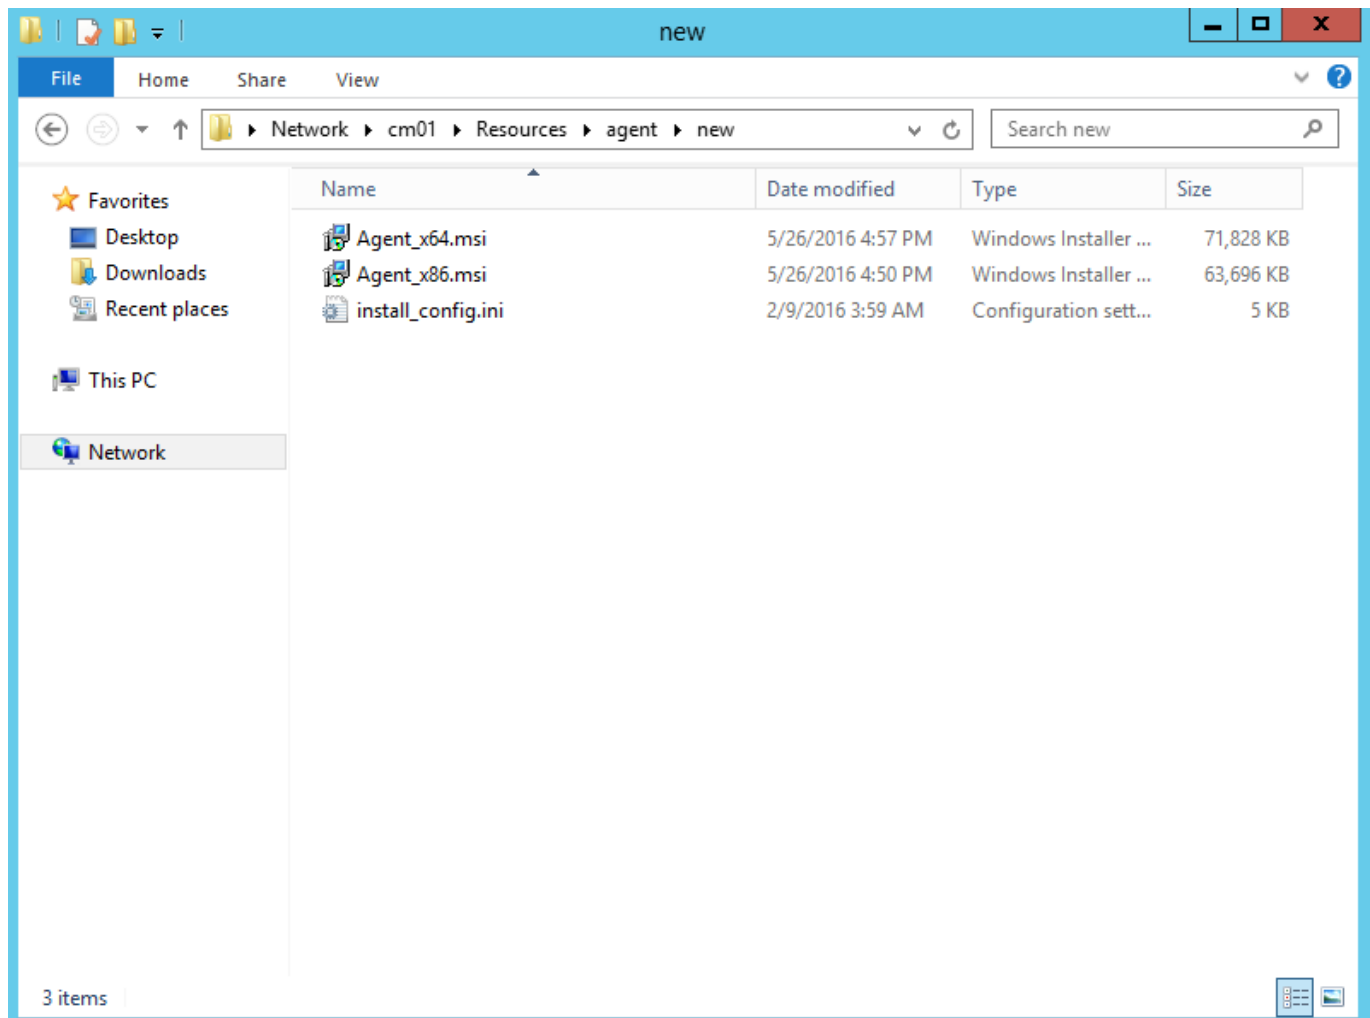 new
File Home Share View
Network cm01 Resources agent new Search new
Name Date modified Type Size
Favorites
Desktop
Downloads
Recent places
This PC
Network
Agent_x64.msi 5/26/2016 4:57 PM Windows Installer ... 71,828 KB
Agent_x86.msi 5/26/2016 4:50 PM Windows Installer ... 63,696 KB
install_config.ini 2/9/2016 3:59 AM Configuration sett... 5 KB
3 items